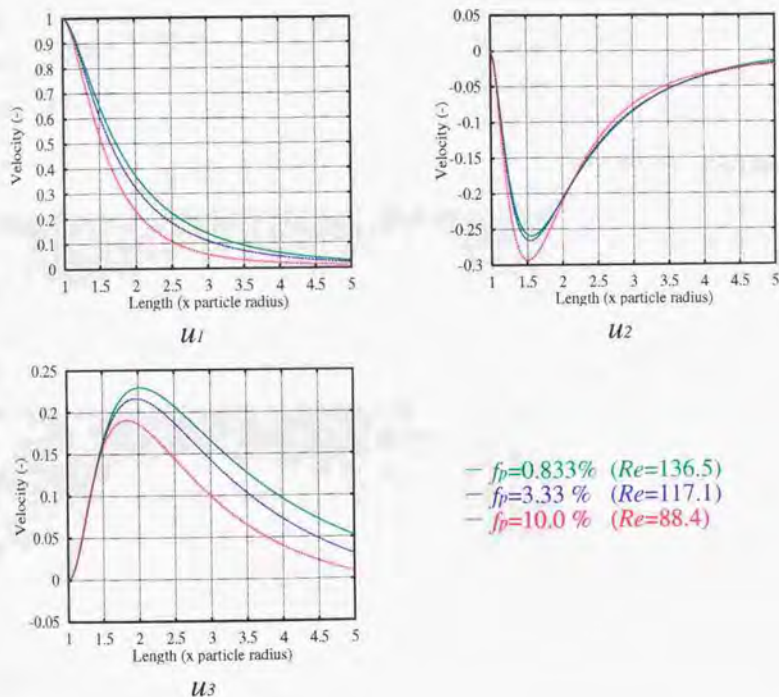 1
0.9
0.8
0.7
0.6
0.5
0.4
0.3
0.2
0.1
0
Velocity (-)
1 1.5 2 2.5 3 3.5 4 4.5 5
Length (x particle radius)
u1
0.05
0
-0.05
-0.1
-0.15
-0.2
-0.25
-0.3
Velocity (-)
1 1.5 2 2.5 3 3.5 4 4.5 5
Length (x particle radius)
u2
0.25
0.2
0.15
0.1
0.05
0
-0.05
Velocity (-)
1 1.5 2 2.5 3 3.5 4 4.5 5
Length (x particle radius)
u3
fp=0.833% (Re=136.5)
fp=3.33 % (Re=117.1)
fp=10.0 % (Re=88.4)